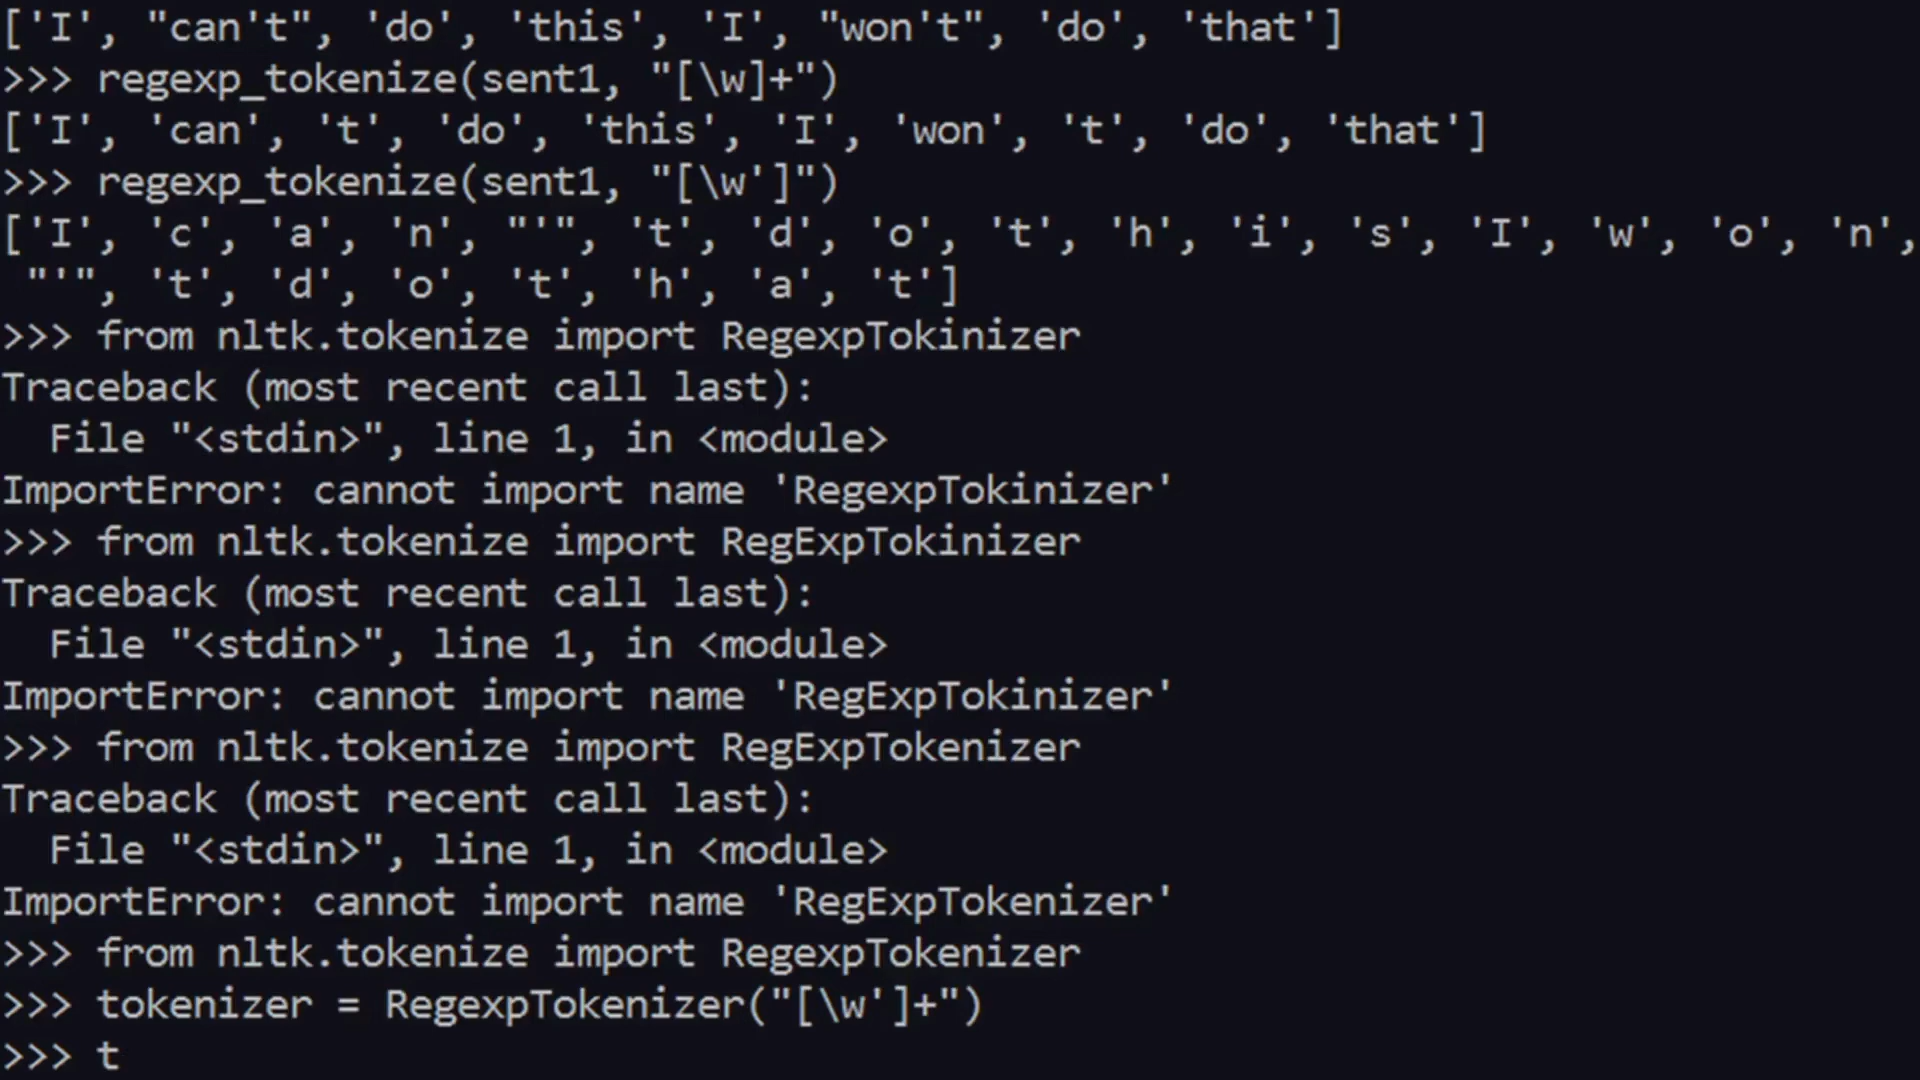 ['I', "can't", 'do', 'this', 'I', "won't", 'do', 'that']
>>> regexp_tokenize(sent1, "[\w]+")
['I', 'can', 't', 'do', 'this', 'I', 'won', 't', 'do', 'that']
>>> regexp_tokenize(sent1, "[\w']")
['I', 'c', 'a', 'n', "'", 't', 'd', 'o', 't', 'h', 'i', 's', 'I', 'w', 'o', 'n',
 "'", 't', 'd', 'o', 't', 'h', 'a', 't']
>>> from nltk.tokenize import RegexpTokinizer
Traceback (most recent call last):
  File "<stdin>", line 1, in <module>
ImportError: cannot import name 'RegexpTokinizer'
>>> from nltk.tokenize import RegExpTokinizer
Traceback (most recent call last):
  File "<stdin>", line 1, in <module>
ImportError: cannot import name 'RegExpTokinizer'
>>> from nltk.tokenize import RegExpTokenizer
Traceback (most recent call last):
  File "<stdin>", line 1, in <module>
ImportError: cannot import name 'RegExpTokenizer'
>>> from nltk.tokenize import RegexpTokenizer
>>> tokenizer = RegexpTokenizer("[\w']+")
>>> t